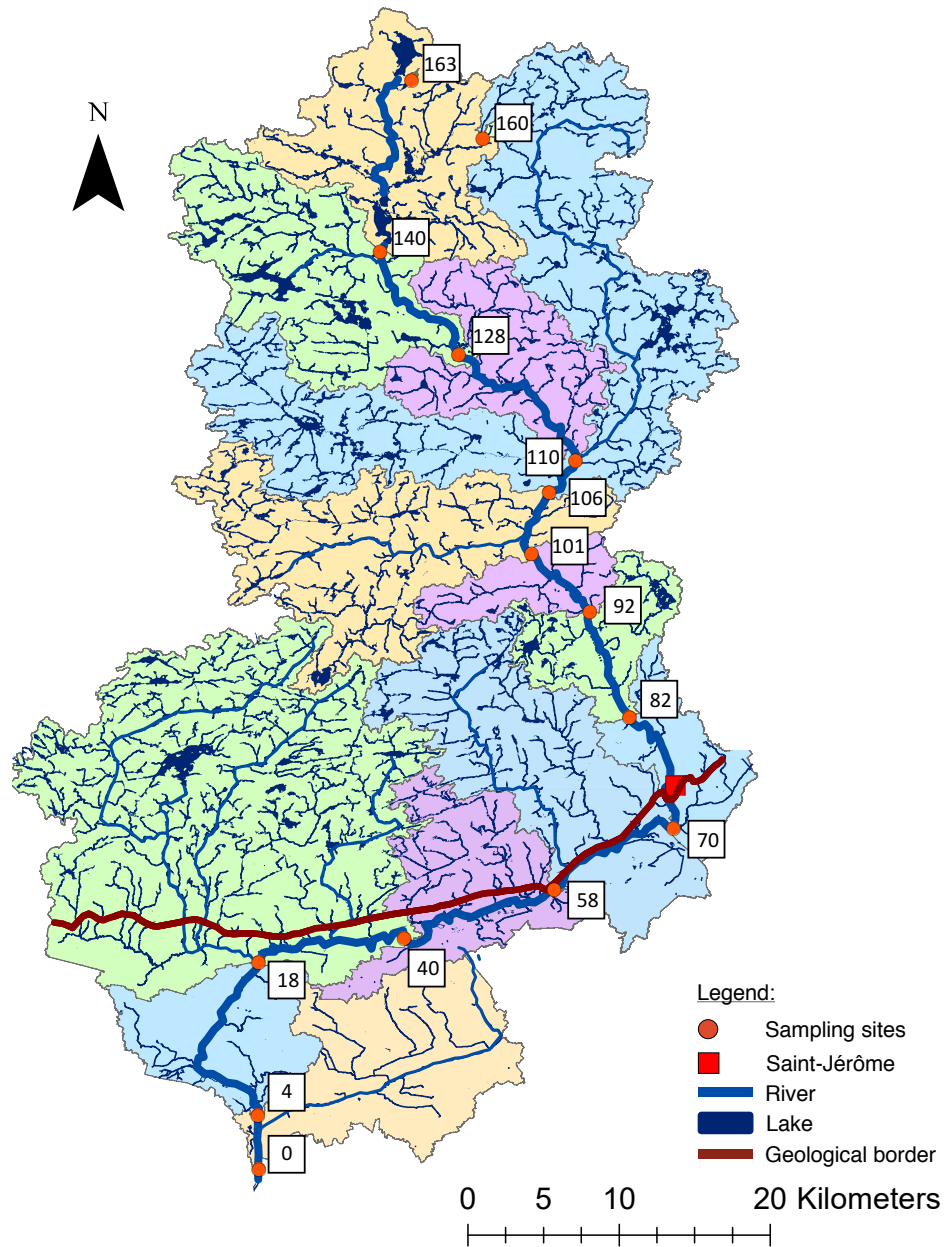 163
N
160
140
128
110
106
101
92
82
70
58
40
18
4
0
Legend:
Sampling sites
Saint-Jérôme
River
Lake
Geological border
0 5 10 20 Kilometers